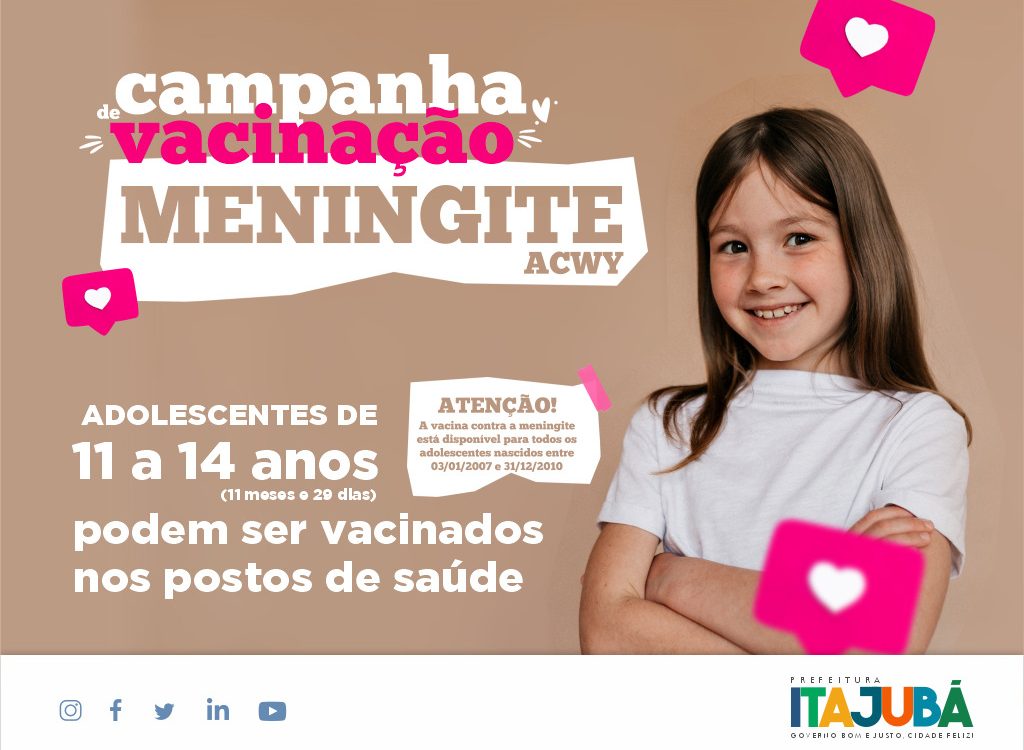 campanha
de
vacinação
MENINGITE
ACWY
ADOLESCENTES DE
11 a 14 anos
(11 meses e 29 dias)
podem ser vacinados
nos postos de saúde
ATENÇÃO!
A vacina contra a meningite
está disponível para todos os
adolescentes nascidos entre
03/01/2007 e 31/12/2010
PREFEITURA
ITAJUBÁ
GOVERNO BOM E JUSTO, CIDADE FELIZ!